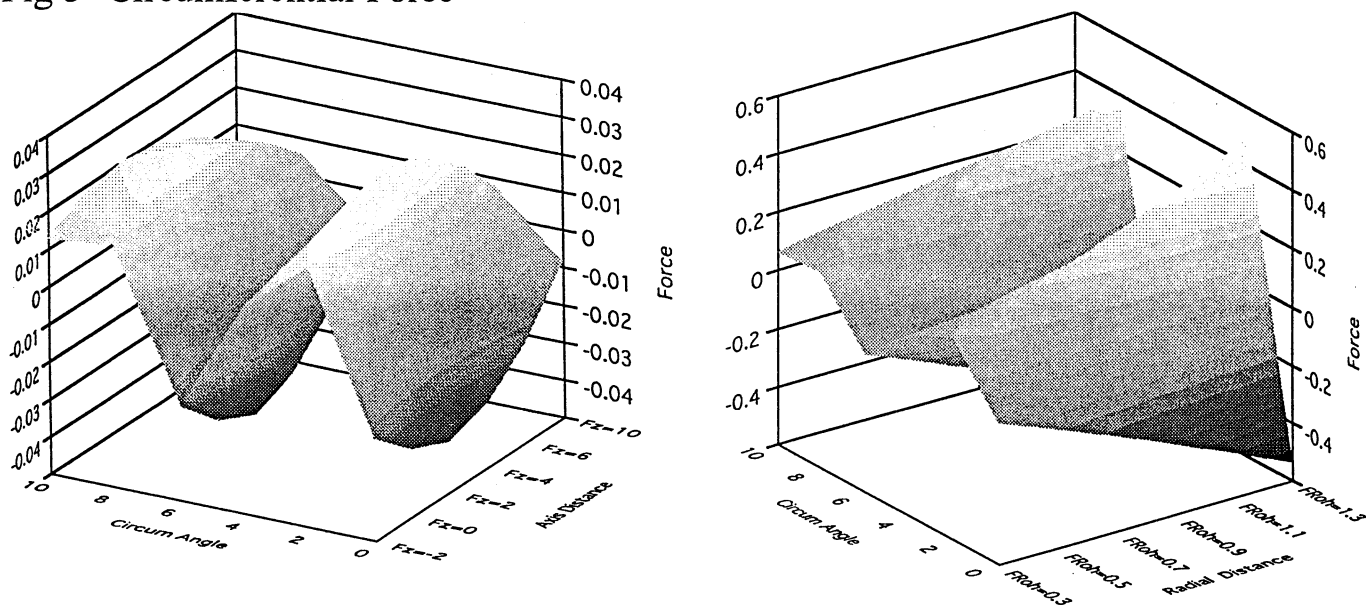 Fig 3 Circumferential Force
0.04
0.03
0.02
0.01
0
-0.01
-0.02
-0.03
-0.04
10
8
6
4
2
0
Circum Angle
0.04
0.03
0.02
0.01
0
-0.01
-0.02
-0.03
-0.04
Force
Fz=10
Fz=6
Fz=4
Fz=2
Fz=0
Fz=-2
Axis Distance
0.6
0.4
0.2
0
-0.2
-0.4
10
8
6
4
2
0
Circum Angle
0.6
0.4
0.2
0
-0.2
-0.4
Force
FRoh=1.3
FRoh=1.1
FRoh=0.9
FRoh=0.7
FRoh=0.5
FRoh=0.3
Radial Distance